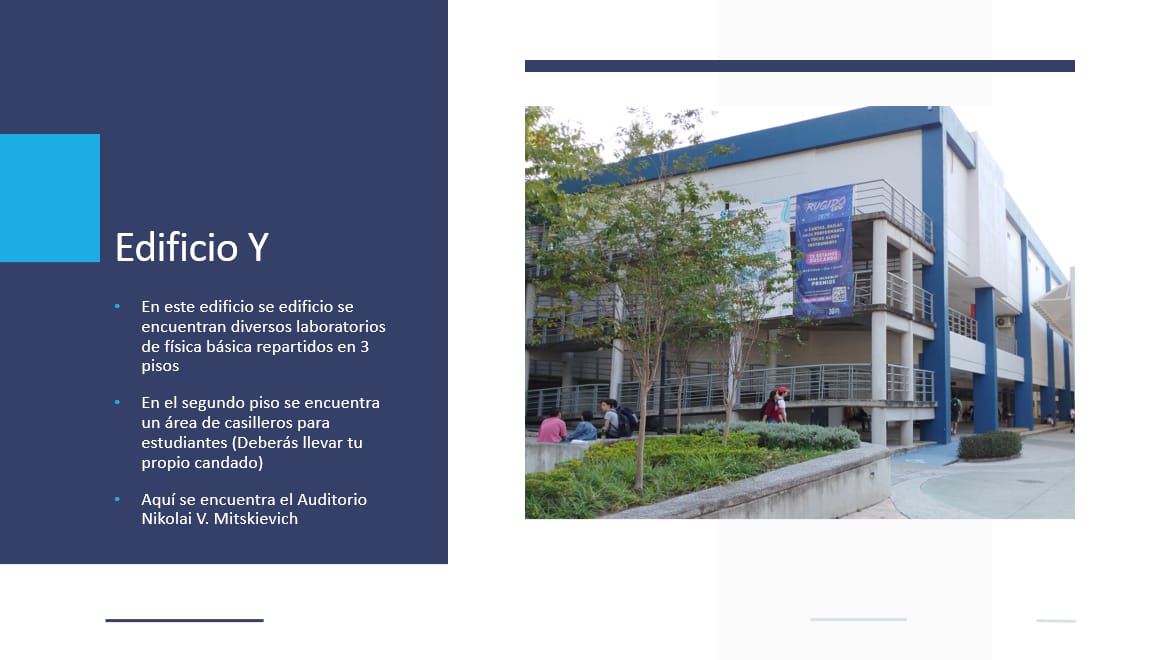 Edificio Y
En este edificio se edificio se
encuentran diversos laboratorios
de física básica repartidos en 3
pisos
En el segundo piso se encuentra
un área de casilleros para
estudiantes (Deberás llevar tu
propio candado)
Aquí se encuentra el Auditorio
Nikolai V. Mitskievich
RUGIDO
PREMIOS